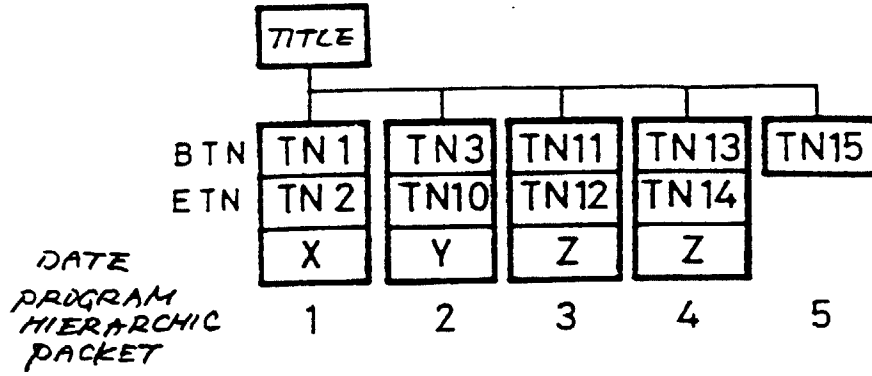 TITLE
BTN TN1 TN3 TN11 TN13 TN15
ETN TN2 TN10 TN12 TN14
DATE X Y Z Z
PROGRAM
HIERARCHIC 1 2 3 4 5
PACKET